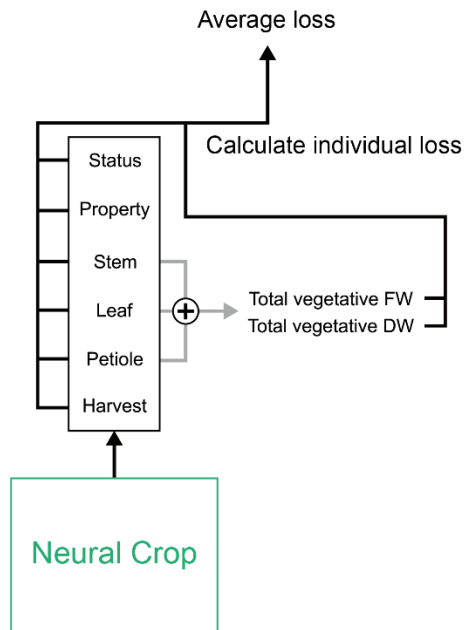 Average loss
Calculate individual loss
Status
Property
Stem
Leaf
Petiole
Harvest
+
Total vegetative FW
Total vegetative DW
Neural Crop